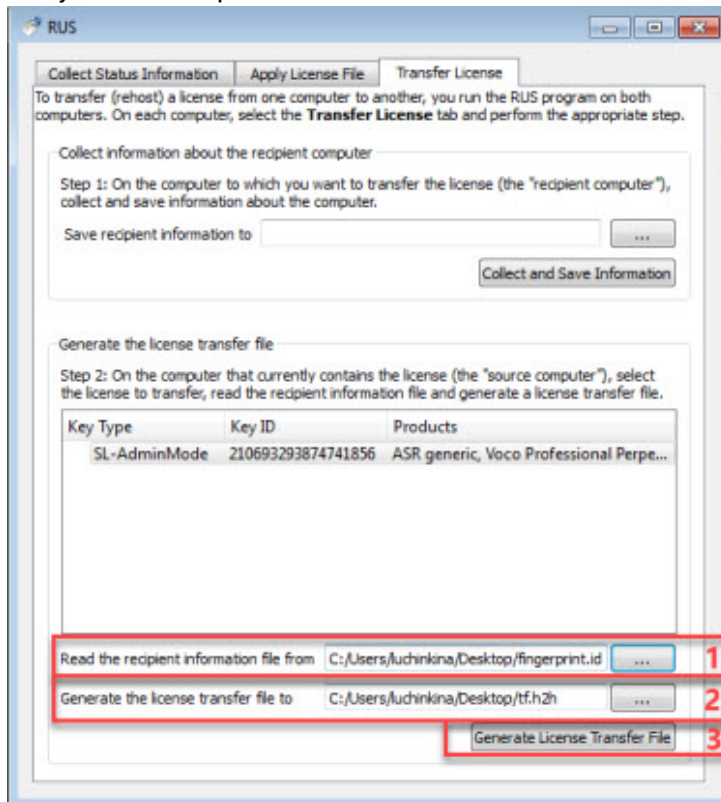 RUS
Collect Status Information Apply License File Transfer License
To transfer (rehost) a license from one computer to another, you run the RUS program on both
computers. On each computer, select the Transfer License tab and perform the appropriate step.
Collect information about the recipient computer
Step 1: On the computer to which you want to transfer the license (the "recipient computer"),
collect and save information about the computer.
Save recipient information to ...
Collect and Save Information
Generate the license transfer file
Step 2: On the computer that currently contains the license (the "source computer"), select
the license to transfer, read the recipient information file and generate a license transfer file.
Key Type Key ID Products
SL-AdminMode 210693293874741856 ASR generic, Voco Professional Perpe...
Read the recipient information file from C:/Users/luchinkina/Desktop/fingerprint.id ... 1
Generate the license transfer file to C:/Users/luchinkina/Desktop/tf.h2h ... 2
Generate License Transfer File 3